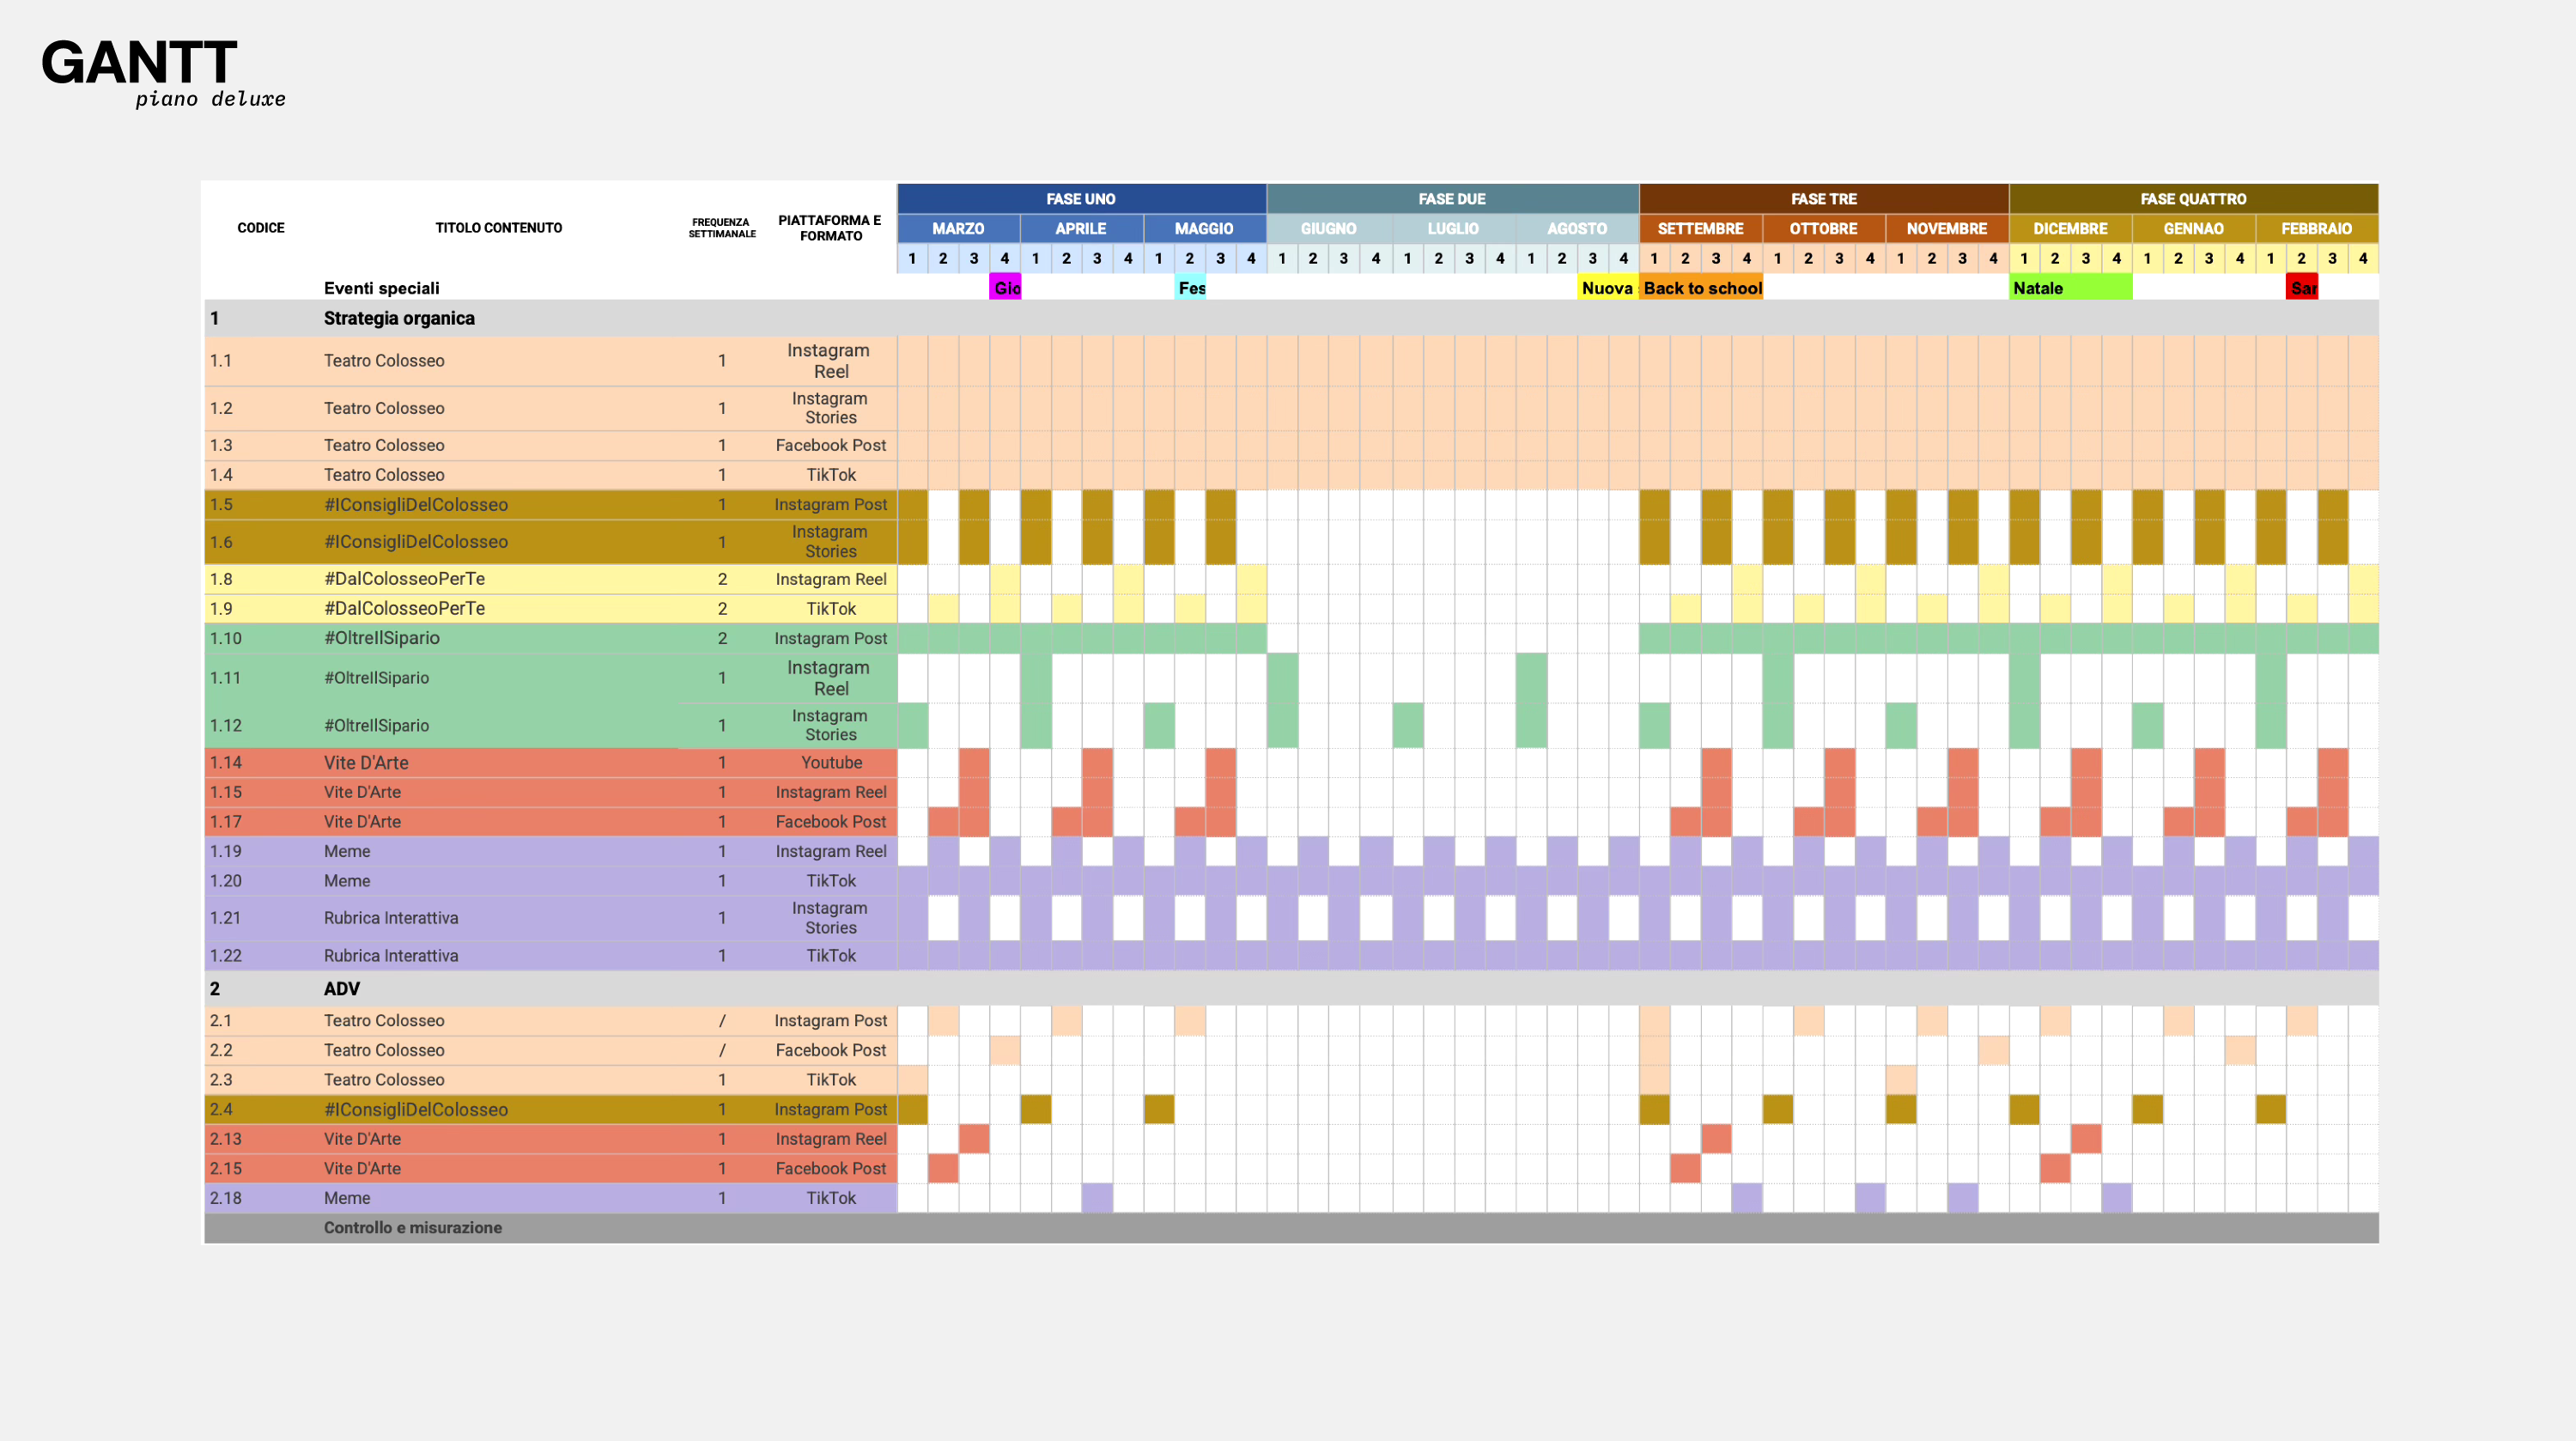 GANTT
piano deluxe
FASE UNO FASE DUE FASE TRE FASE QUATTRO
CODICE TITOLO CONTENUTO FREQUENZA SETTIMANALE PIATTAFORMA E FORMATO MARZO APRILE MAGGIO GIUGNO LUGLIO AGOSTO SETTEMBRE OTTOBRE NOVEMBRE DICEMBRE GENNAO FEBBRAIO
1 2 3 4 1 2 3 4 1 2 3 4 1 2 3 4 1 2 3 4 1 2 3 4 1 2 3 4 1 2 3 4 1 2 3 4 1 2 3 4 1 2 3 4 1 2 3 4
Eventi speciali Gio Fes Nuova Back to school Natale San
1 Strategia organica
1.1 Teatro Colosseo 1 Instagram Reel
1.2 Teatro Colosseo 1 Instagram Stories
1.3 Teatro Colosseo 1 Facebook Post
1.4 Teatro Colosseo 1 TikTok
1.5 #IConsigliDelColosseo 1 Instagram Post
1.6 #IConsigliDelColosseo 1 Instagram Stories
1.8 #DalColosseoPerTe 2 Instagram Reel
1.9 #DalColosseoPerTe 2 TikTok
1.10 #OltreIlSipario 2 Instagram Post
1.11 #OltreIlSipario 1 Instagram Reel
1.12 #OltreIlSipario 1 Instagram Stories
1.14 Vite D'Arte 1 Youtube
1.15 Vite D'Arte 1 Instagram Reel
1.17 Vite D'Arte 1 Facebook Post
1.19 Meme 1 Instagram Reel
1.20 Meme 1 TikTok
1.21 Rubrica Interattiva 1 Instagram Stories
1.22 Rubrica Interattiva 1 TikTok
2 ADV
2.1 Teatro Colosseo / Instagram Post
2.2 Teatro Colosseo / Facebook Post
2.3 Teatro Colosseo 1 TikTok
2.4 #IConsigliDelColosseo 1 Instagram Post
2.13 Vite D'Arte 1 Instagram Reel
2.15 Vite D'Arte 1 Facebook Post
2.18 Meme 1 TikTok
Controllo e misurazione